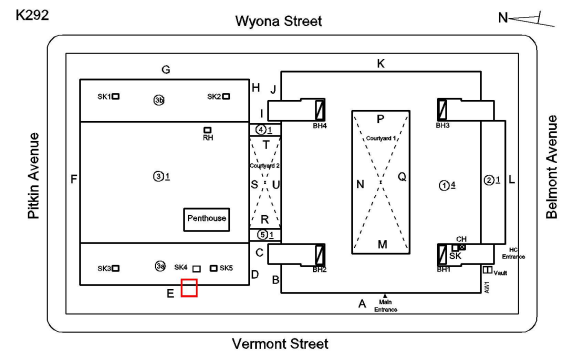 K292
Wyona Street
N
G
K
H
J
SK1
SK2
3b
I
BH4
BH3
P
RH
4 1
Courtyard 1
T
Courtyard 2
Pitkin Avenue
F
3 1
S
U
N
Q
1 4
2 1
L
Belmont Avenue
Penthouse
R
5 1
M
CH
SK
HC
Entrance
C
SK3
3a
SK4
SK5
D
BH2
BH1
Vault
E
B
A
Main
Entrance
AW1
Vermont Street